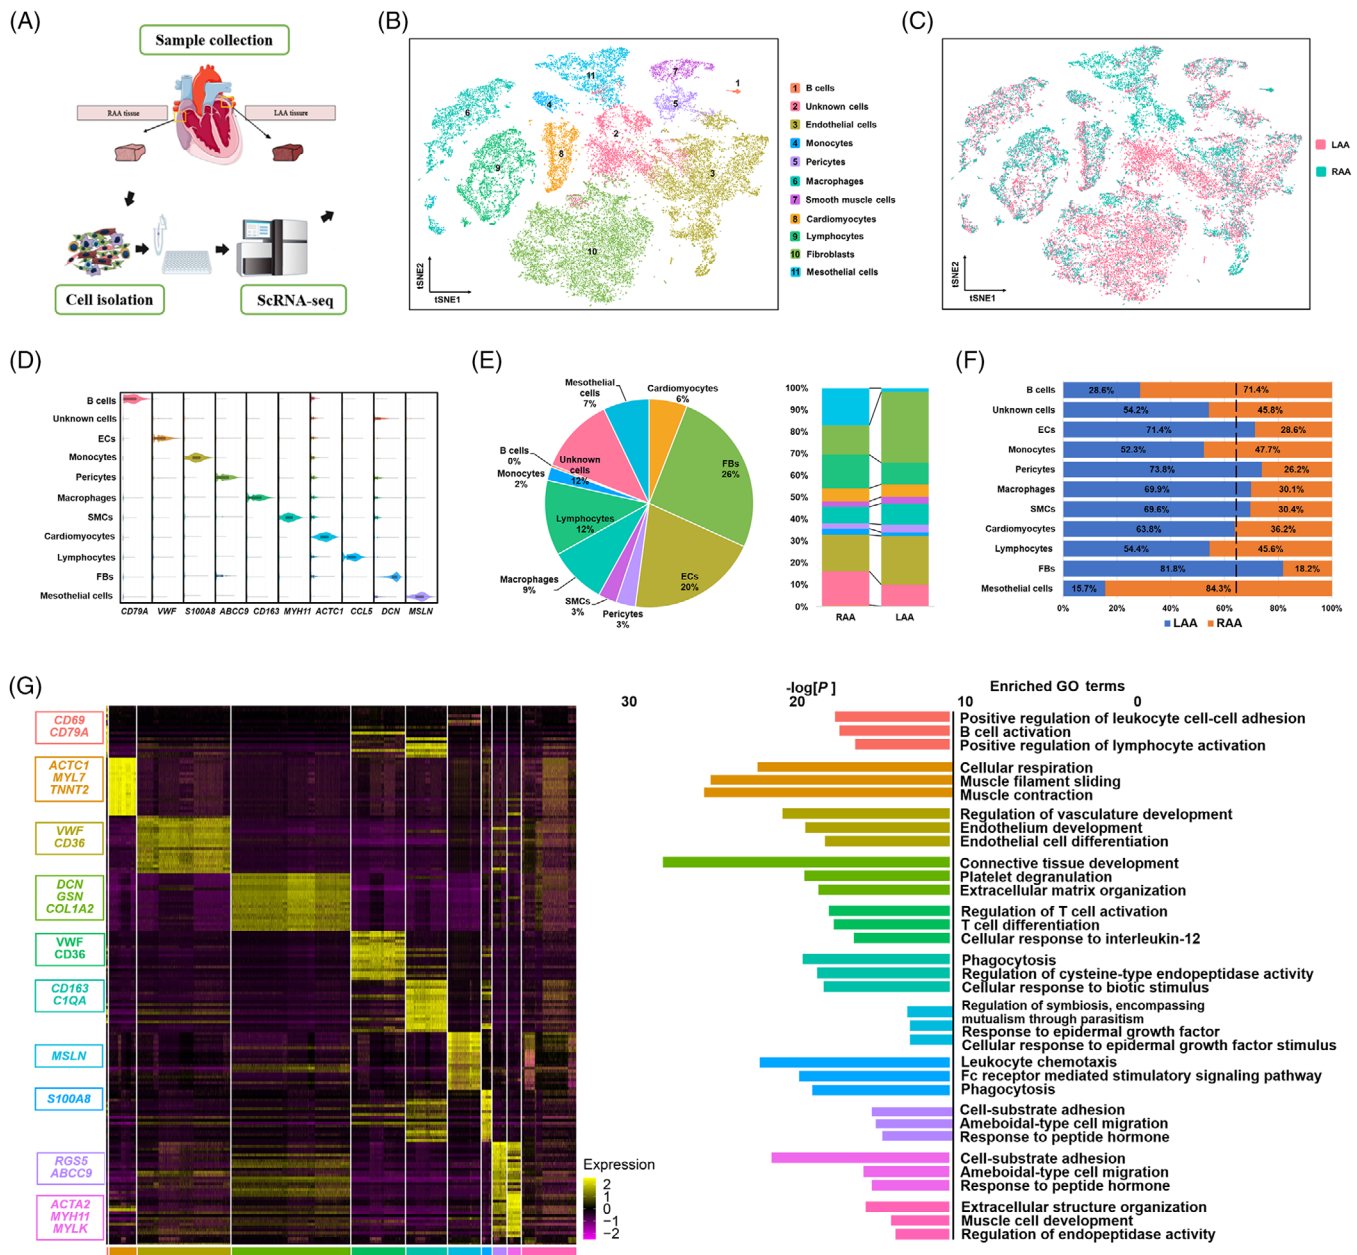 (A)
Sample collection
RAA tissue
LAA tissure
Cell isolation
ScRNA-seq
(B)
11
7
1
4
5
6
2
8
9
3
10
tSNE2
tSNE1
1 B cells
2 Unknown cells
3 Endothelial cells
4 Monocytes
5 Pericytes
6 Macrophages
7 Smooth muscle cells
8 Cardiomyocytes
9 Lymphocytes
10 Fibroblasts
11 Mesothelial cells
(C)
tSNE2
tSNE1
LAA
RAA
(D)
B cells
Unknown cells
ECs
Monocytes
Pericytes
Macrophages
SMCs
Cardiomyocytes
Lymphocytes
FBs
Mesothelial cells
CD79A VWF S100A8 ABCC9 CD163 MYH11 ACTC1 CCL5 DCN MSLN
(E)
Mesothelial
cells
7%
Cardiomyocytes
6%
FBs
26%
ECs
20%
Pericytes
3%
SMCs
3%
Macrophages
9%
Lymphocytes
12%
Monocytes
2%
B cells
0%
Unknown
cells
12%
100%
90%
80%
70%
60%
50%
40%
30%
20%
10%
0%
RAA LAA
(F)
B cells 28.6% 71.4%
Unknown cells 54.2% 45.8%
ECs 71.4% 28.6%
Monocytes 52.3% 47.7%
Pericytes 73.8% 26.2%
Macrophages 69.9% 30.1%
SMCs 69.6% 30.4%
Cardiomyocytes 63.8% 36.2%
Lymphocytes 54.4% 45.6%
FBs 81.8% 18.2%
Mesothelial cells 15.7% 84.3%
0% 20% 40% 60% 80% 100%
LAA RAA
(G)
CD69
CD79A
ACTC1
MYL7
TNNT2
VWF
CD36
DCN
GSN
COL1A2
VWF
CD36
CD163
C1QA
MSLN
S100A8
RGS5
ABCC9
ACTA2
MYH11
MYLK
Expression
2
1
0
−1
−2
-log[P ]
Enriched GO terms
30 20 10 0
Positive regulation of leukocyte cell-cell adhesion
B cell activation
Positive regulation of lymphocyte activation
Cellular respiration
Muscle filament sliding
Muscle contraction
Regulation of vasculature development
Endothelium development
Endothelial cell differentiation
Connective tissue development
Platelet degranulation
Extracellular matrix organization
Regulation of T cell activation
T cell differentiation
Cellular response to interleukin-12
Phagocytosis
Regulation of cysteine-type endopeptidase activity
Cellular response to biotic stimulus
Regulation of symbiosis, encompassing
mutualism through parasitism
Response to epidermal growth factor
Cellular response to epidermal growth factor stimulus
Leukocyte chemotaxis
Fc receptor mediated stimulatory signaling pathway
Phagocytosis
Cell-substrate adhesion
Ameboidal-type cell migration
Response to peptide hormone
Cell-substrate adhesion
Ameboidal-type cell migration
Response to peptide hormone
Extracellular structure organization
Muscle cell development
Regulation of endopeptidase activity